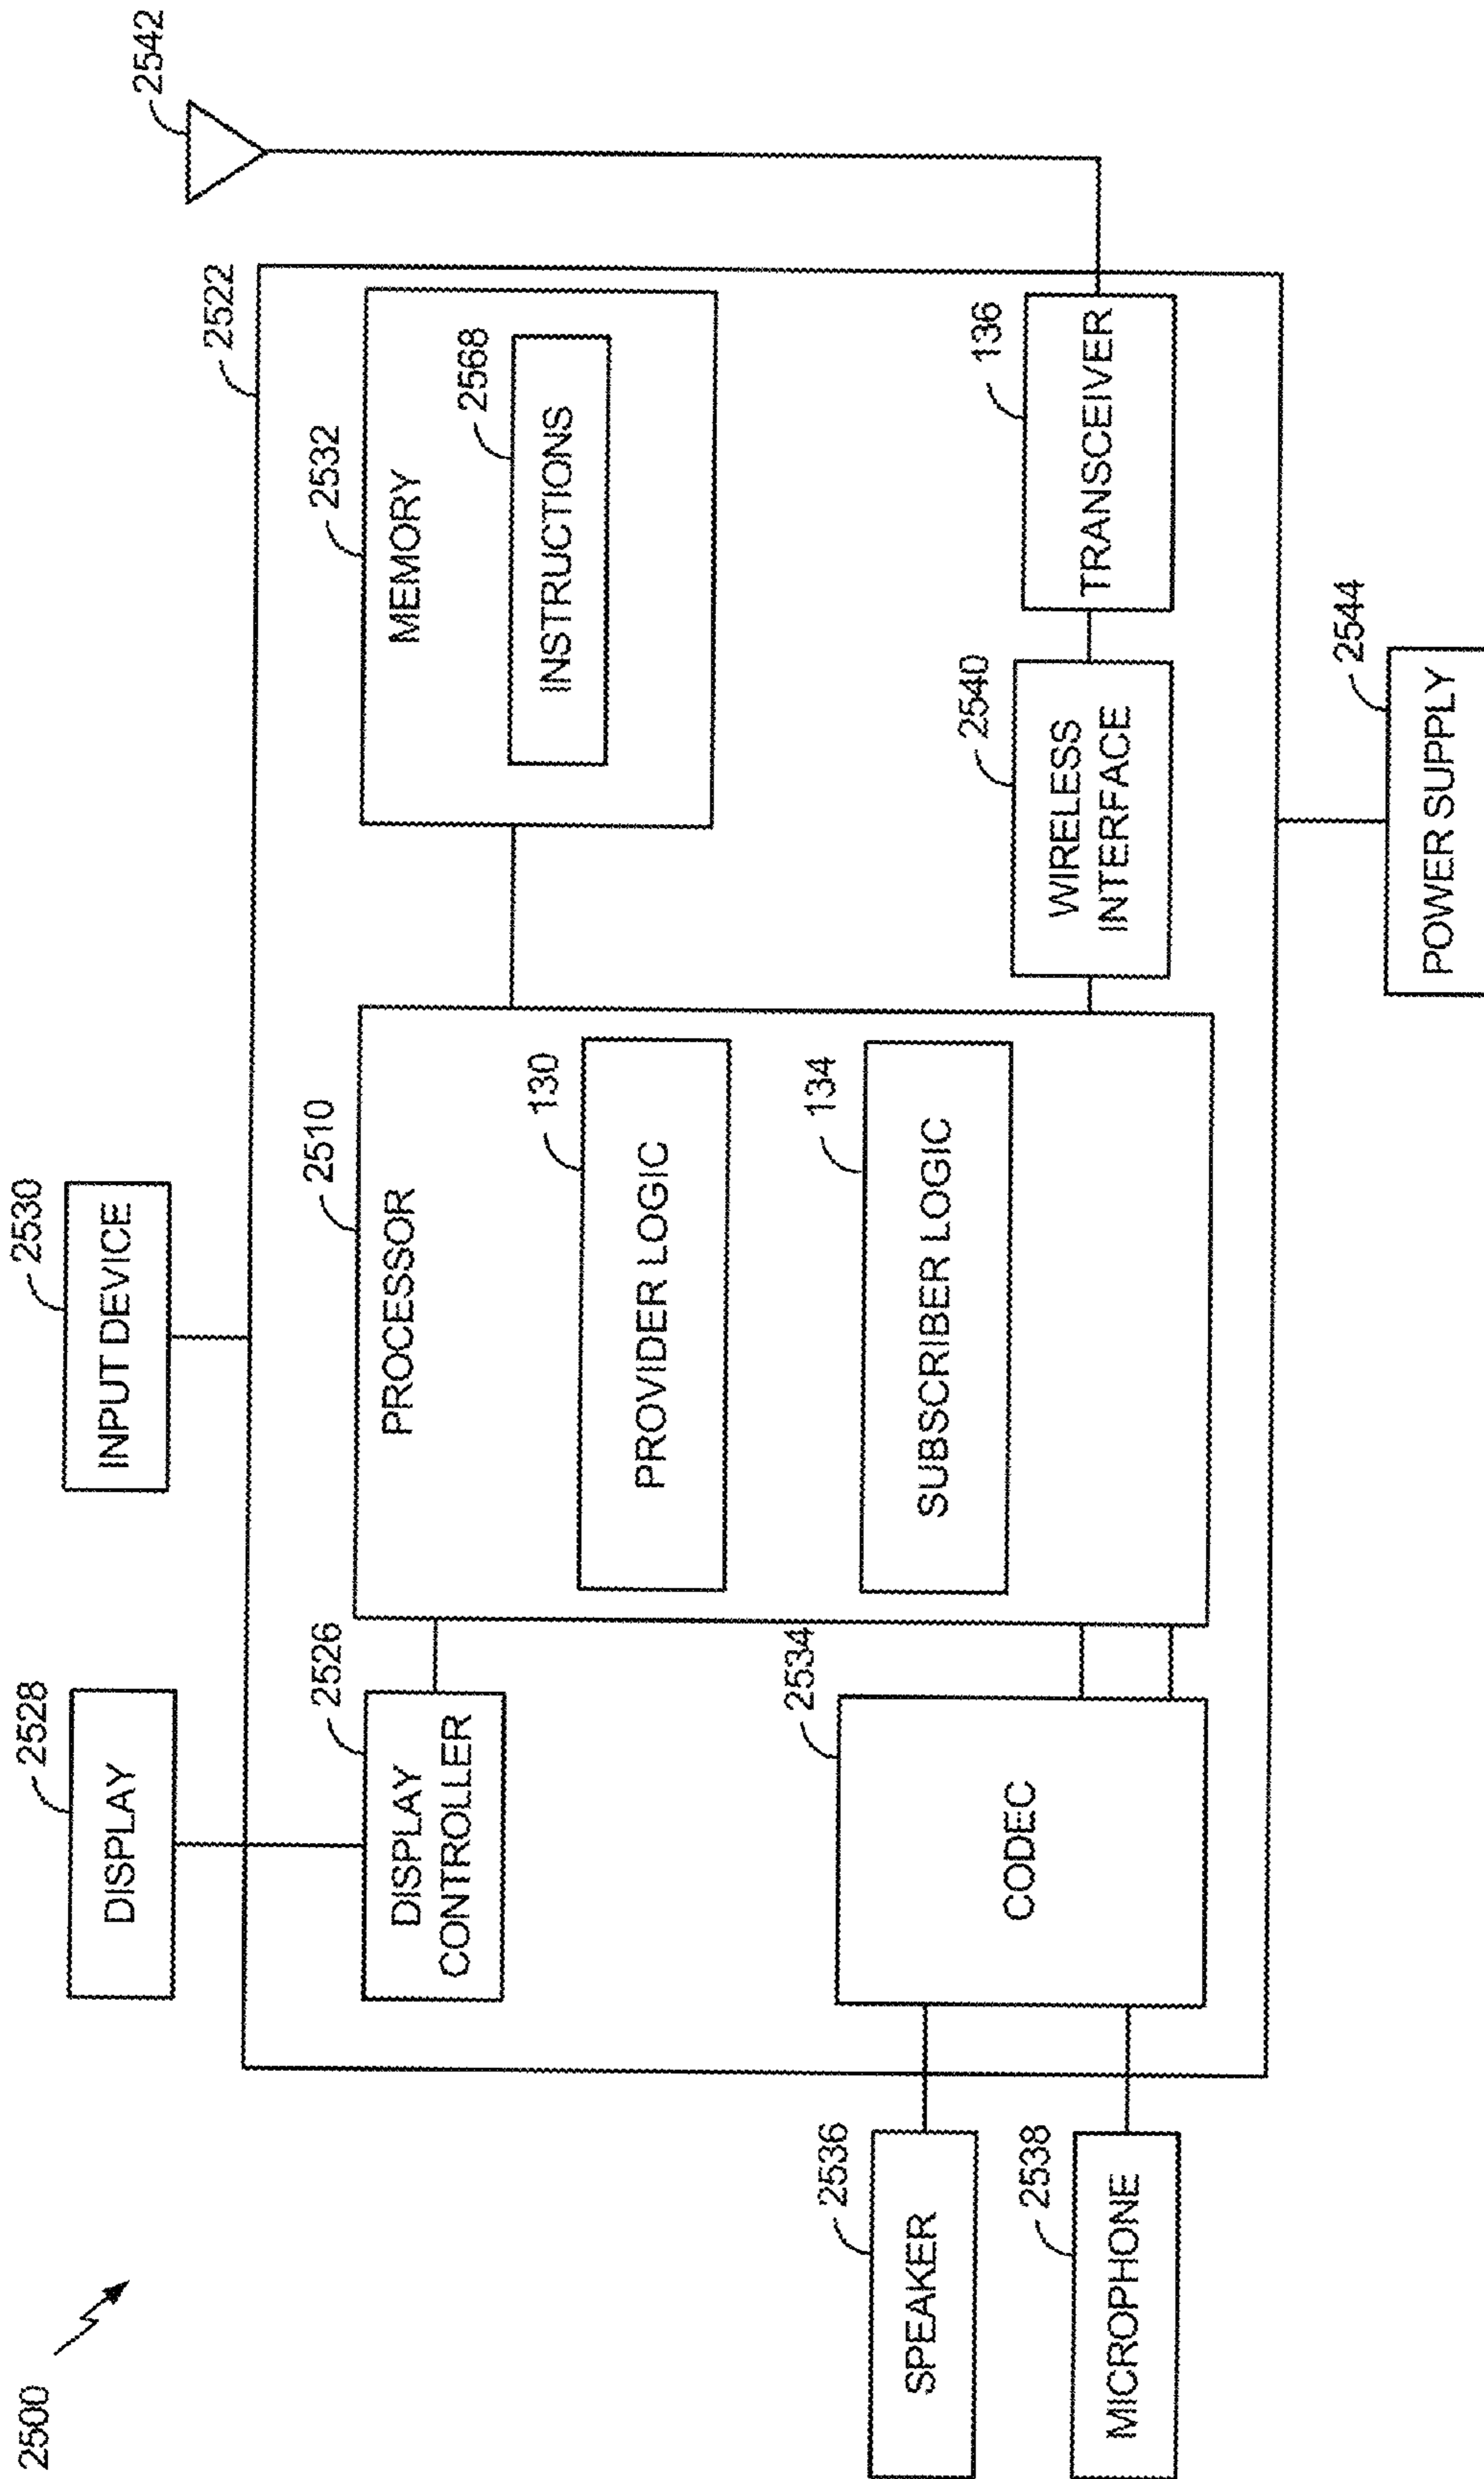 2500
DISPLAY
2528
INPUT DEVICE
2530
2542
2522
DISPLAY
CONTROLLER
2526
PROCESSOR
2510
PROVIDER LOGIC
130
SUBSCRIBER LOGIC
134
MEMORY
2532
INSTRUCTIONS
2568
CODEC
2534
WIRELESS
INTERFACE
2540
TRANSCEIVER
136
SPEAKER
2536
MICROPHONE
2538
POWER SUPPLY
2544